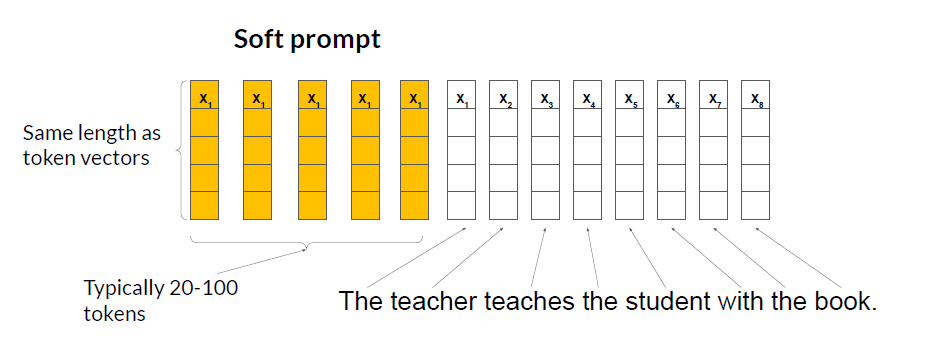 Soft prompt
x1 x1 x1 x1 x1 x1 x2 x3 x4 x5 x6 x7 x8
Same length as
token vectors
Typically 20-100
tokens
The teacher teaches the student with the book.